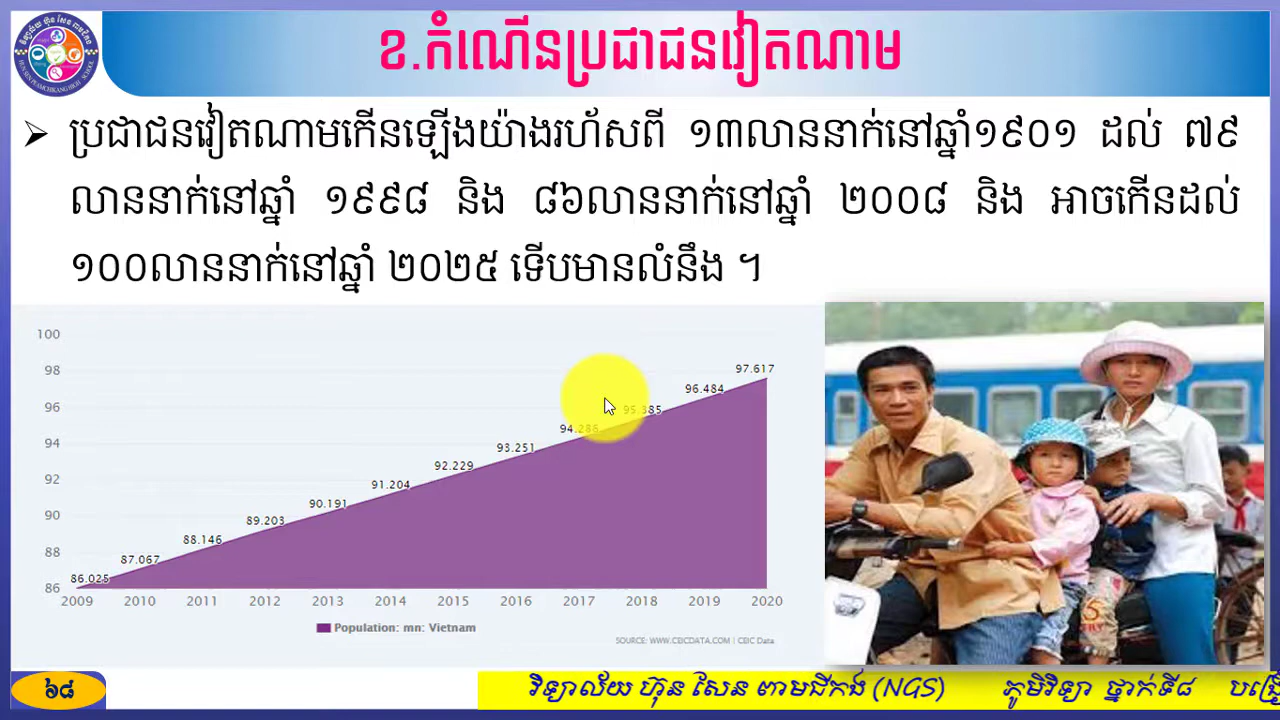 ខ.កំណើនប្រជាជនវៀតណាម
➢ ប្រជាជនវៀតណាមកើនឡើងយ៉ាងរហ័សពី ១៣លាននាក់នៅឆ្នាំ១៩០១ ដល់ ៧៩
លាននាក់នៅឆ្នាំ ១៩៩៨ និង ៨៦លាននាក់នៅឆ្នាំ ២០០៨ និង អាចកើនដល់
១០០លាននាក់នៅឆ្នាំ ២០២៥ ទើបមានលំនឹង ។
100
98
96
94
92
90
88
86
86.025
87.067
88.146
89.203
90.191
91.204
92.229
93.251
94.286
95.385
96.484
97.617
2009 2010 2011 2012 2013 2014 2015 2016 2017 2018 2019 2020
Population: mn: Vietnam
SOURCE: WWW.CEICDATA.COM | CEIC Data
៦៨
វិទ្យាល័យ ហ៊ុន សែន ពាមជីកង (NGS) ភូមិវិទ្យា ថ្នាក់ទី៨